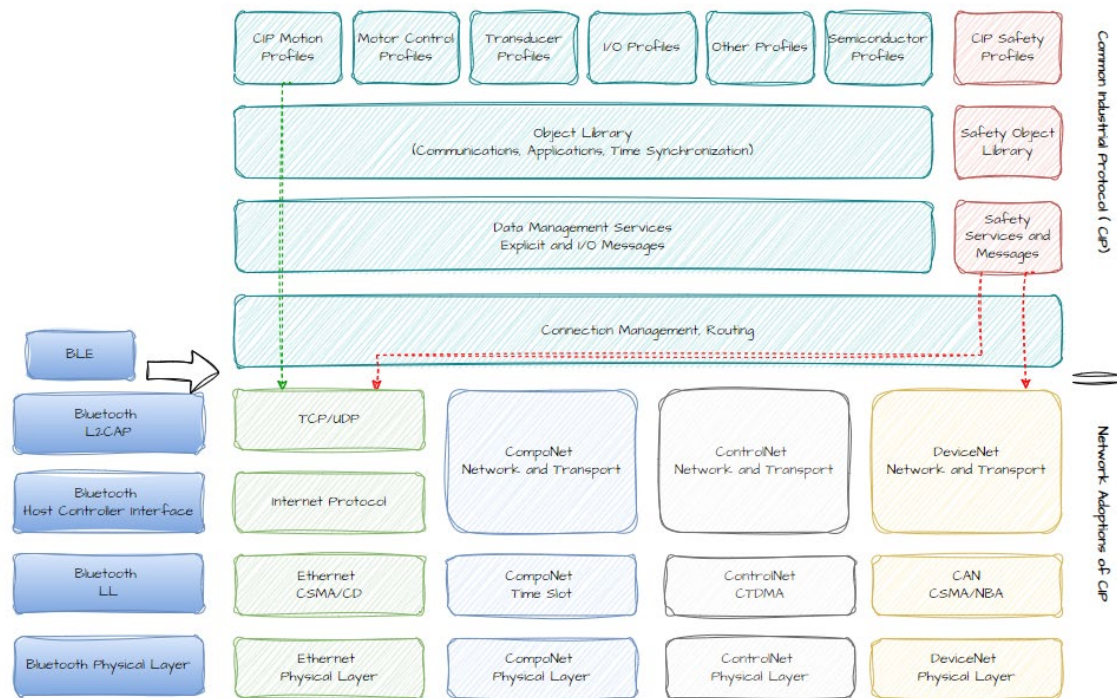 CIP Motion
Profiles
Motor Control
Profiles
Transducer
Profiles
I/O Profiles
Other Profiles
Semiconductor
Profiles
CIP Safety
Profiles
Object Library
(Communications, Applications, Time Synchronization)
Safety Object
Library
Data Management Services
Explicit and I/O Messages
Safety
Services and
Messages
Connection Management, Routing
Common Industrial Protocol (CIP)
BLE
Bluetooth
L2CAP
TCP/UDP
CompoNet
Network and Transport
ControlNet
Network and Transport
DeviceNet
Network and Transport
Bluetooth
Host Controller Interface
Internet Protocol
Bluetooth
LL
Ethernet
CSMA/CD
CompoNet
Time Slot
ControlNet
CTDMA
CAN
CSMA/NBA
Bluetooth Physical Layer
Ethernet
Physical Layer
CompoNet
Physical Layer
ControlNet
Physical Layer
DeviceNet
Physical Layer
Network Adoptions of CIP